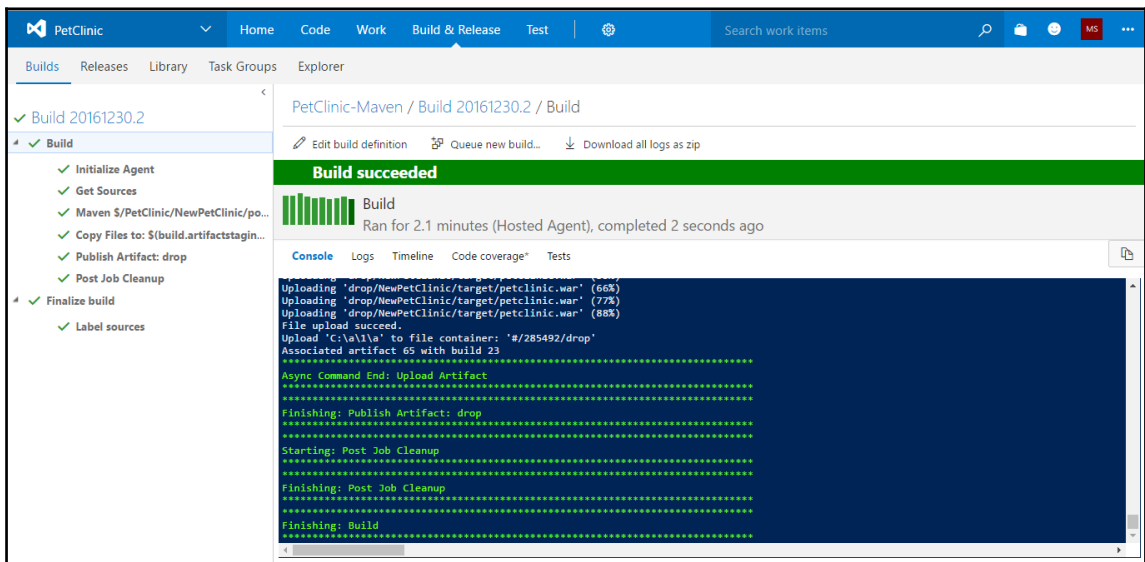 PetClinic Home Code Work Build & Release Test Search work items MS ...
Builds Releases Library Task Groups Explorer
Build 20161230.2
Build
Initialize Agent
Get Sources
Maven $/PetClinic/NewPetClinic/po...
Copy Files to: $(build.artifactstagin...
Publish Artifact: drop
Post Job Cleanup
Finalize build
Label sources
PetClinic-Maven / Build 20161230.2 / Build
Edit build definition Queue new build... Download all logs as zip
Build succeeded
Build
Ran for 2.1 minutes (Hosted Agent), completed 2 seconds ago
Console Logs Timeline Code coverage* Tests
Uploading 'drop/NewPetClinic/target/petclinic.war' (66%)
Uploading 'drop/NewPetClinic/target/petclinic.war' (77%)
Uploading 'drop/NewPetClinic/target/petclinic.war' (88%)
File upload succeed.
Upload 'C:\a\1\a' to file container: '#/285492/drop'
Associated artifact 65 with build 23
******************************************************************************
Async Command End: Upload Artifact
******************************************************************************
******************************************************************************
Finishing: Publish Artifact: drop
******************************************************************************
******************************************************************************
Starting: Post Job Cleanup
******************************************************************************
******************************************************************************
Finishing: Post Job Cleanup
******************************************************************************
******************************************************************************
Finishing: Build
******************************************************************************